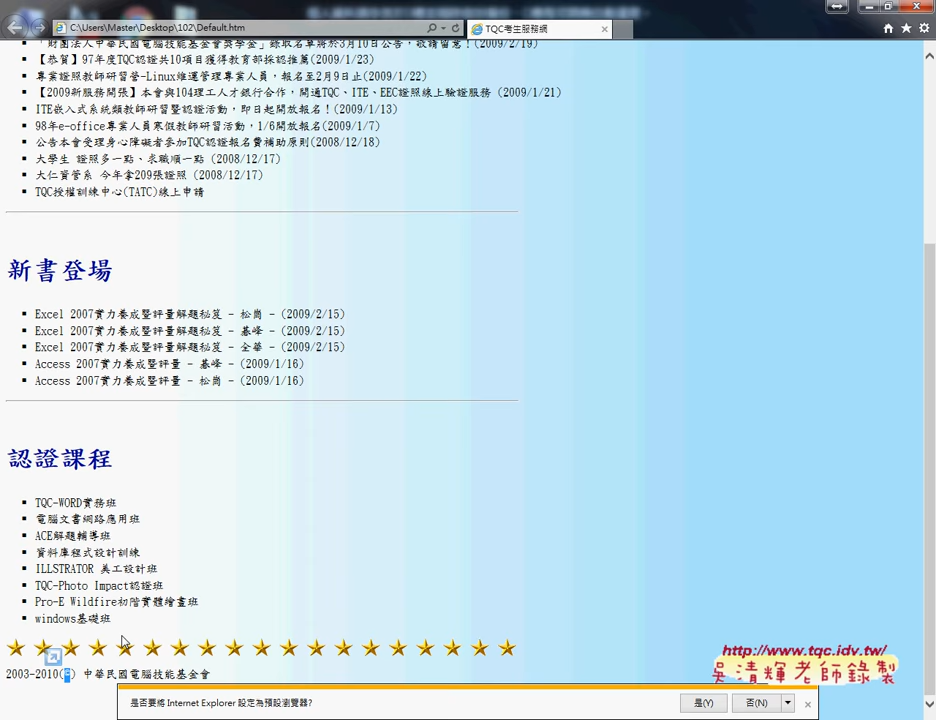 C:\Users\Master\Desktop\102\Default.htm
TQC考生服務網
「財團法人中華民國電腦技能基金會獎學金」錄取名單將於3月10日公告，敬請留意！(2009/2/19)
【恭賀】97年度TQC認證共10項目獲得教育部採認推薦(2009/1/23)
專業證照教師研習營-Linux維運管理專業人員，報名至2月9日止(2009/1/22)
【2009新服務開張】本會與104理工人才銀行合作，開通TQC、ITE、EEC證照線上驗證服務 (2009/1/21)
ITE嵌入式系統類教師研習暨認證活動，即日起開放報名！(2009/1/13)
98年e-office專業人員寒假教師研習活動，1/6開放報名(2009/1/7)
公告本會受理身心障礙者參加TQC認證報名費補助原則(2008/12/18)
大學生 證照多一點、求職順一點 (2008/12/17)
大仁資管系 今年拿209張證照 (2008/12/17)
TQC授權訓練中心(TATC)線上申請
新書登場
Excel 2007實力養成暨評量解題秘笈 - 松崗 - (2009/2/15)
Excel 2007實力養成暨評量解題秘笈 - 碁峰 - (2009/2/15)
Excel 2007實力養成暨評量解題秘笈 - 全華 - (2009/2/15)
Access 2007實力養成暨評量 - 碁峰 - (2009/1/16)
Access 2007實力養成暨評量 - 松崗 - (2009/1/16)
認證課程
TQC-WORD實務班
電腦文書網路應用班
ACE解題輔導班
資料庫程式設計訓練
ILLSTRATOR 美工設計班
TQC-Photo Impact認證班
Pro-E Wildfire初階實體繪畫班
windows基礎班
2003-2010(c) 中華民國電腦技能基金會
http://www.tqc.idv.tw/
吳清輝老師錄製
是否要將 Internet Explorer 設定為預設瀏覽器?
是(Y)
否(N)